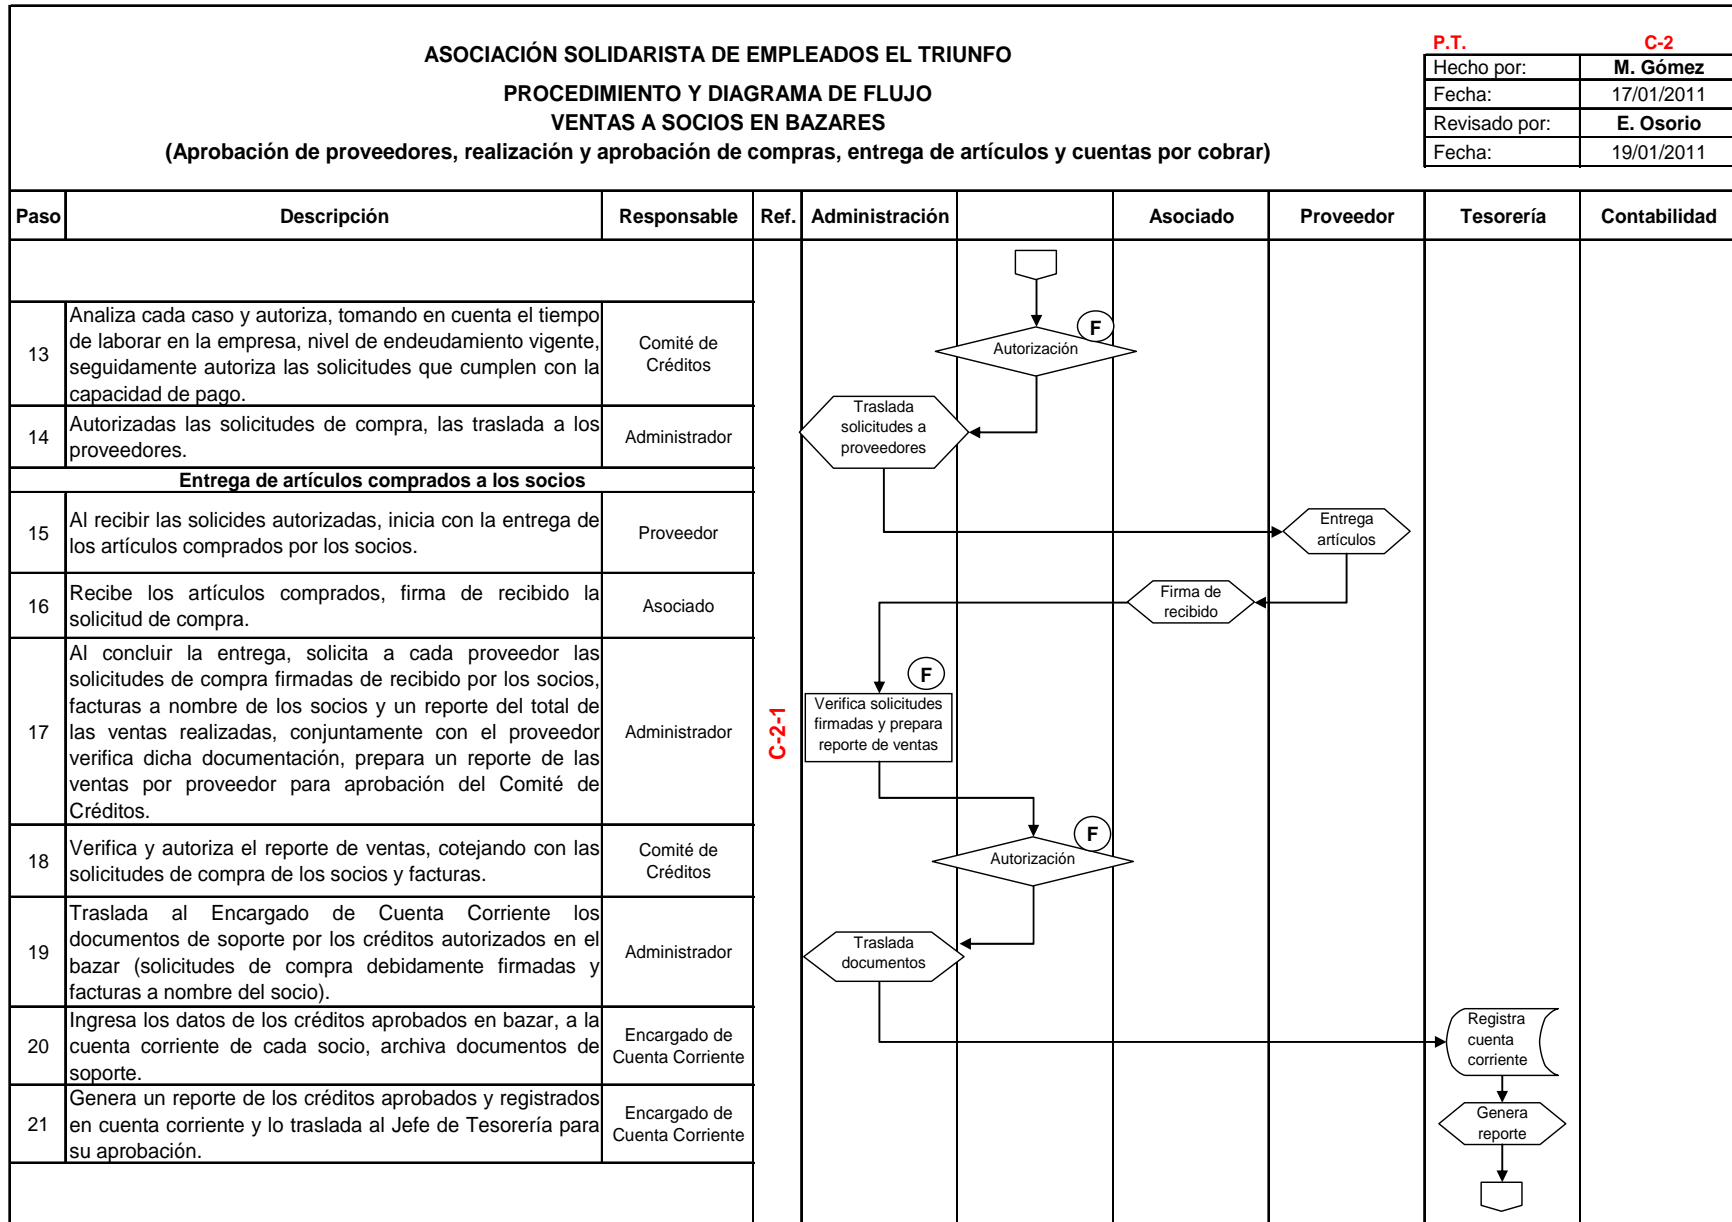 ASOCIACIÓN SOLIDARISTA DE EMPLEADOS EL TRIUNFO
PROCEDIMIENTO Y DIAGRAMA DE FLUJO
VENTAS A SOCIOS EN BAZARES
(Aprobación de proveedores, realización y aprobación de compras, entrega de artículos y cuentas por cobrar)
P.T. C-2
Hecho por: M. Gómez
Fecha: 17/01/2011
Revisado por: E. Osorio
Fecha: 19/01/2011
Paso Descripción Responsable Ref. Administración Asociado Proveedor Tesorería Contabilidad
13
Analiza cada caso y autoriza, tomando en cuenta el tiempo
de laborar en la empresa, nivel de endeudamiento vigente,
seguidamente autoriza las solicitudes que cumplen con la
capacidad de pago.
Comité de
Créditos
F
Autorización
14
Autorizadas las solicitudes de compra, las traslada a los
proveedores.
Administrador
Traslada
solicitudes a
proveedores
Entrega de artículos comprados a los socios
15
Al recibir las solicides autorizadas, inicia con la entrega de
los artículos comprados por los socios.
Proveedor
Entrega
artículos
16
Recibe los artículos comprados, firma de recibido la
solicitud de compra.
Asociado
Firma de
recibido
17
Al concluir la entrega, solicita a cada proveedor las
solicitudes de compra firmadas de recibido por los socios,
facturas a nombre de los socios y un reporte del total de
las ventas realizadas, conjuntamente con el proveedor
verifica dicha documentación, prepara un reporte de las
ventas por proveedor para aprobación del Comité de
Créditos.
Administrador
C-2-1
F
Verifica solicitudes
firmadas y prepara
reporte de ventas
18
Verifica y autoriza el reporte de ventas, cotejando con las
solicitudes de compra de los socios y facturas.
Comité de
Créditos
F
Autorización
19
Traslada al Encargado de Cuenta Corriente los
documentos de soporte por los créditos autorizados en el
bazar (solicitudes de compra debidamente firmadas y
facturas a nombre del socio).
Administrador
Traslada
documentos
20
Ingresa los datos de los créditos aprobados en bazar, a la
cuenta corriente de cada socio, archiva documentos de
soporte.
Encargado de
Cuenta Corriente
Registra
cuenta
corriente
21
Genera un reporte de los créditos aprobados y registrados
en cuenta corriente y lo traslada al Jefe de Tesorería para
su aprobación.
Encargado de
Cuenta Corriente
Genera
reporte